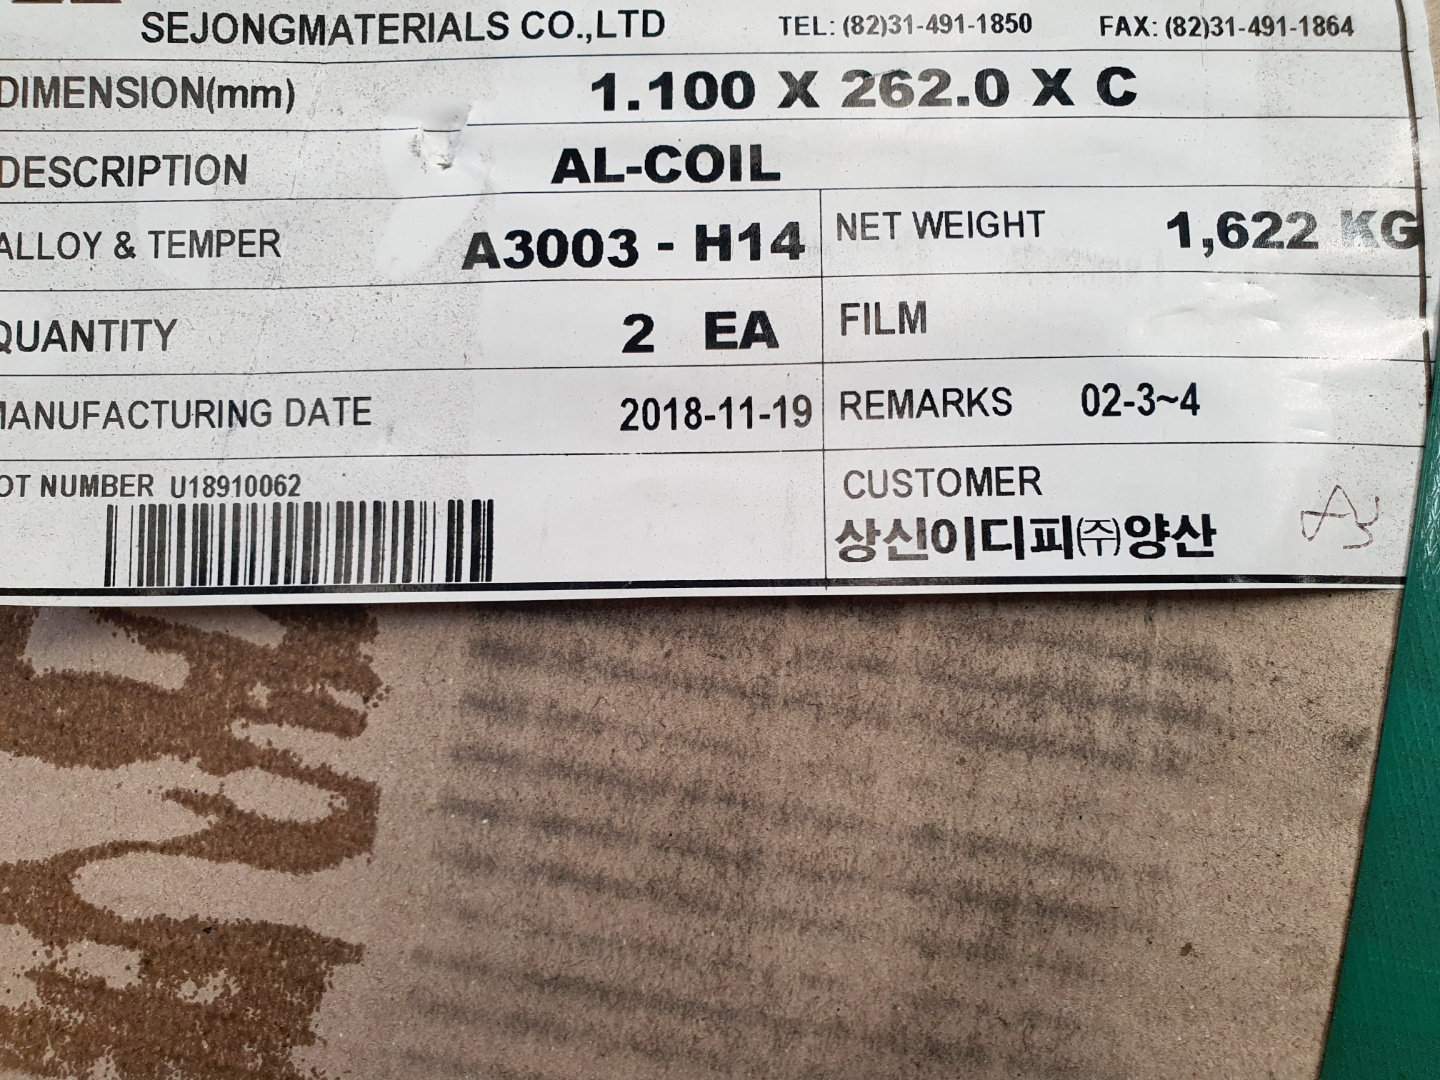 SEJONGMATERIALS CO.,LTD TEL: (82)31-491-1850 FAX: (82)31-491-1864
DIMENSION(mm) 1.100 X 262.0 X C
DESCRIPTION AL-COIL
ALLOY & TEMPER A3003 - H14 NET WEIGHT 1,622 KG
QUANTITY 2 EA FILM
MANUFACTURING DATE 2018-11-19 REMARKS 02-3~4
LOT NUMBER U18910062 CUSTOMER
상신이디피㈜양산